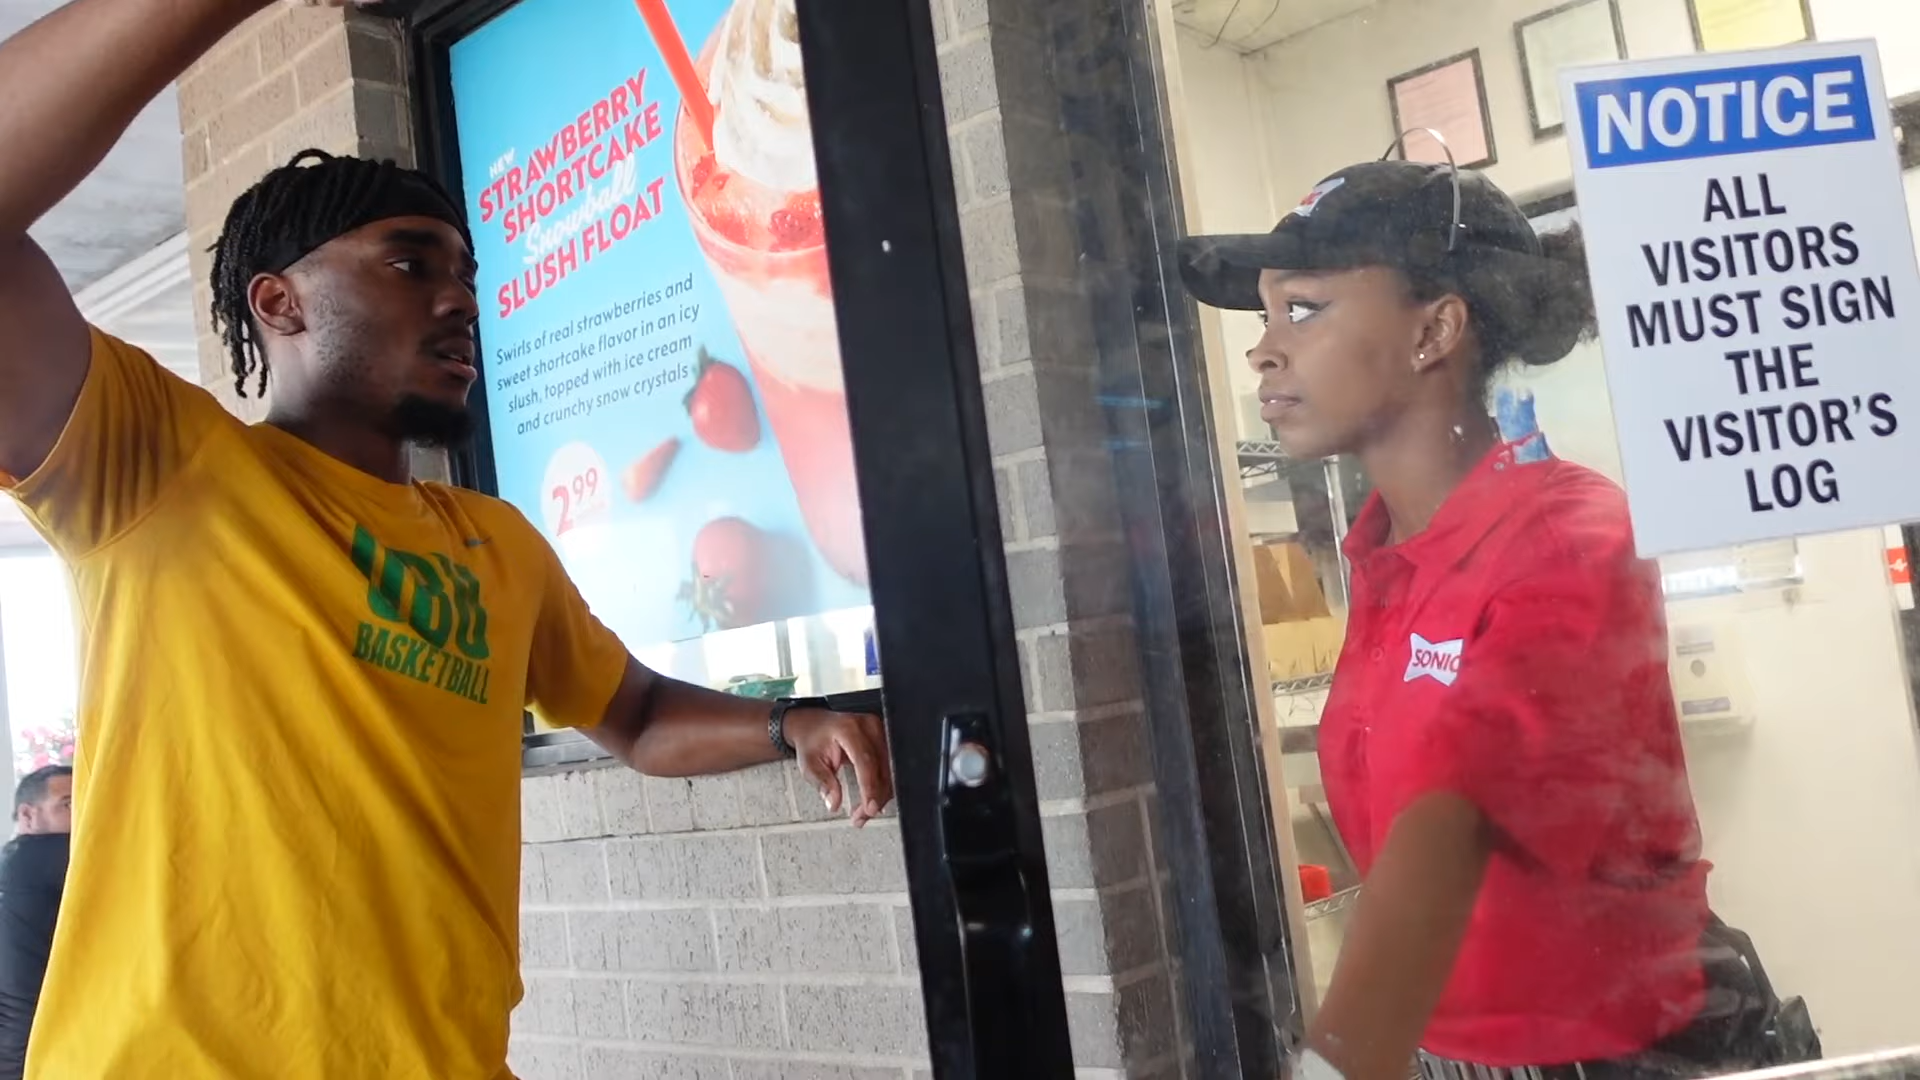 NEW
STRAWBERRY
SHORTCAKE
Snowball
SLUSH FLOAT
Swirls of real strawberries and
sweet shortcake flavor in an icy
slush, topped with ice cream
and crunchy snow crystals
2.99
BASKETBALL
SONIC
NOTICE
ALL
VISITORS
MUST SIGN
THE
VISITOR'S
LOG